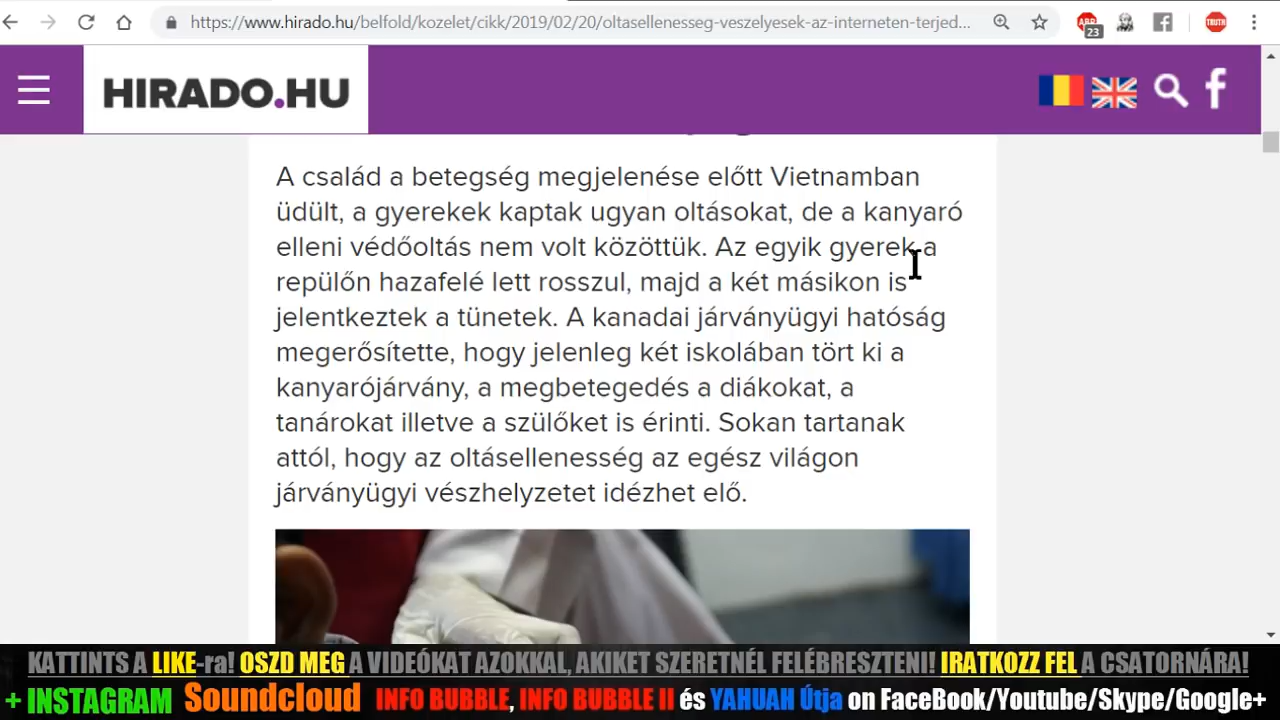 https://www.hirado.hu/belfold/kozelet/cikk/2019/02/20/oltasellenesseg-veszelyesek-az-interneten-terjed...
23
TRUTH
HIRADO.HU
A család a betegség megjelenése előtt Vietnamban
üdült, a gyerekek kaptak ugyan oltásokat, de a kanyaró
elleni védőoltás nem volt közöttük. Az egyik gyerek a
repülőn hazafelé lett rosszul, majd a két másikon is
jelentkeztek a tünetek. A kanadai járványügyi hatóság
megerősítette, hogy jelenleg két iskolában tört ki a
kanyarójárvány, a megbetegedés a diákokat, a
tanárokat illetve a szülőket is érinti. Sokan tartanak
attól, hogy az oltásellenesség az egész világon
járványügyi vészhelyzetet idézhet elő.
KATTINTS A LIKE-ra! OSZD MEG A VIDEÓKAT AZOKKAL, AKIKET SZERETNÉL FELÉBRESZTENI! IRATKOZZ FEL A CSATORNÁRA!
+ INSTAGRAM Soundcloud INFO BUBBLE, INFO BUBBLE II és YAHUAH Útja on FaceBook/Youtube/Skype/Google+